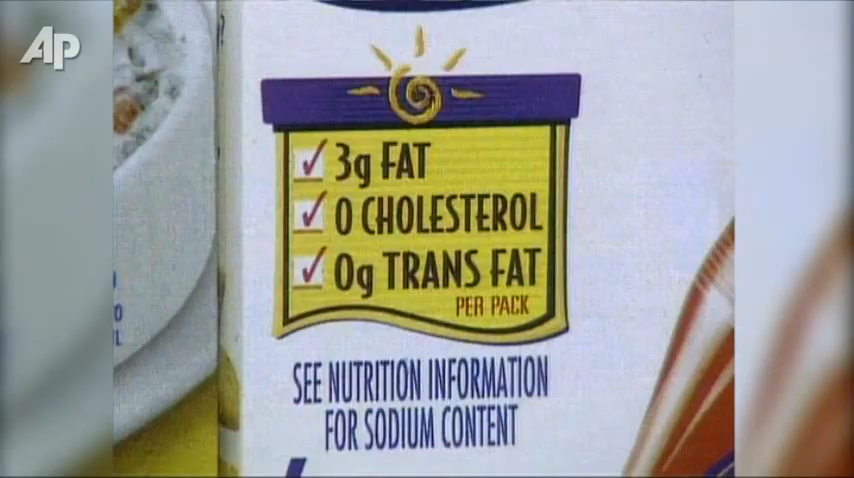 AP
3g FAT
0 CHOLESTEROL
0g TRANS FAT
PER PACK
SEE NUTRITION INFORMATION
FOR SODIUM CONTENT